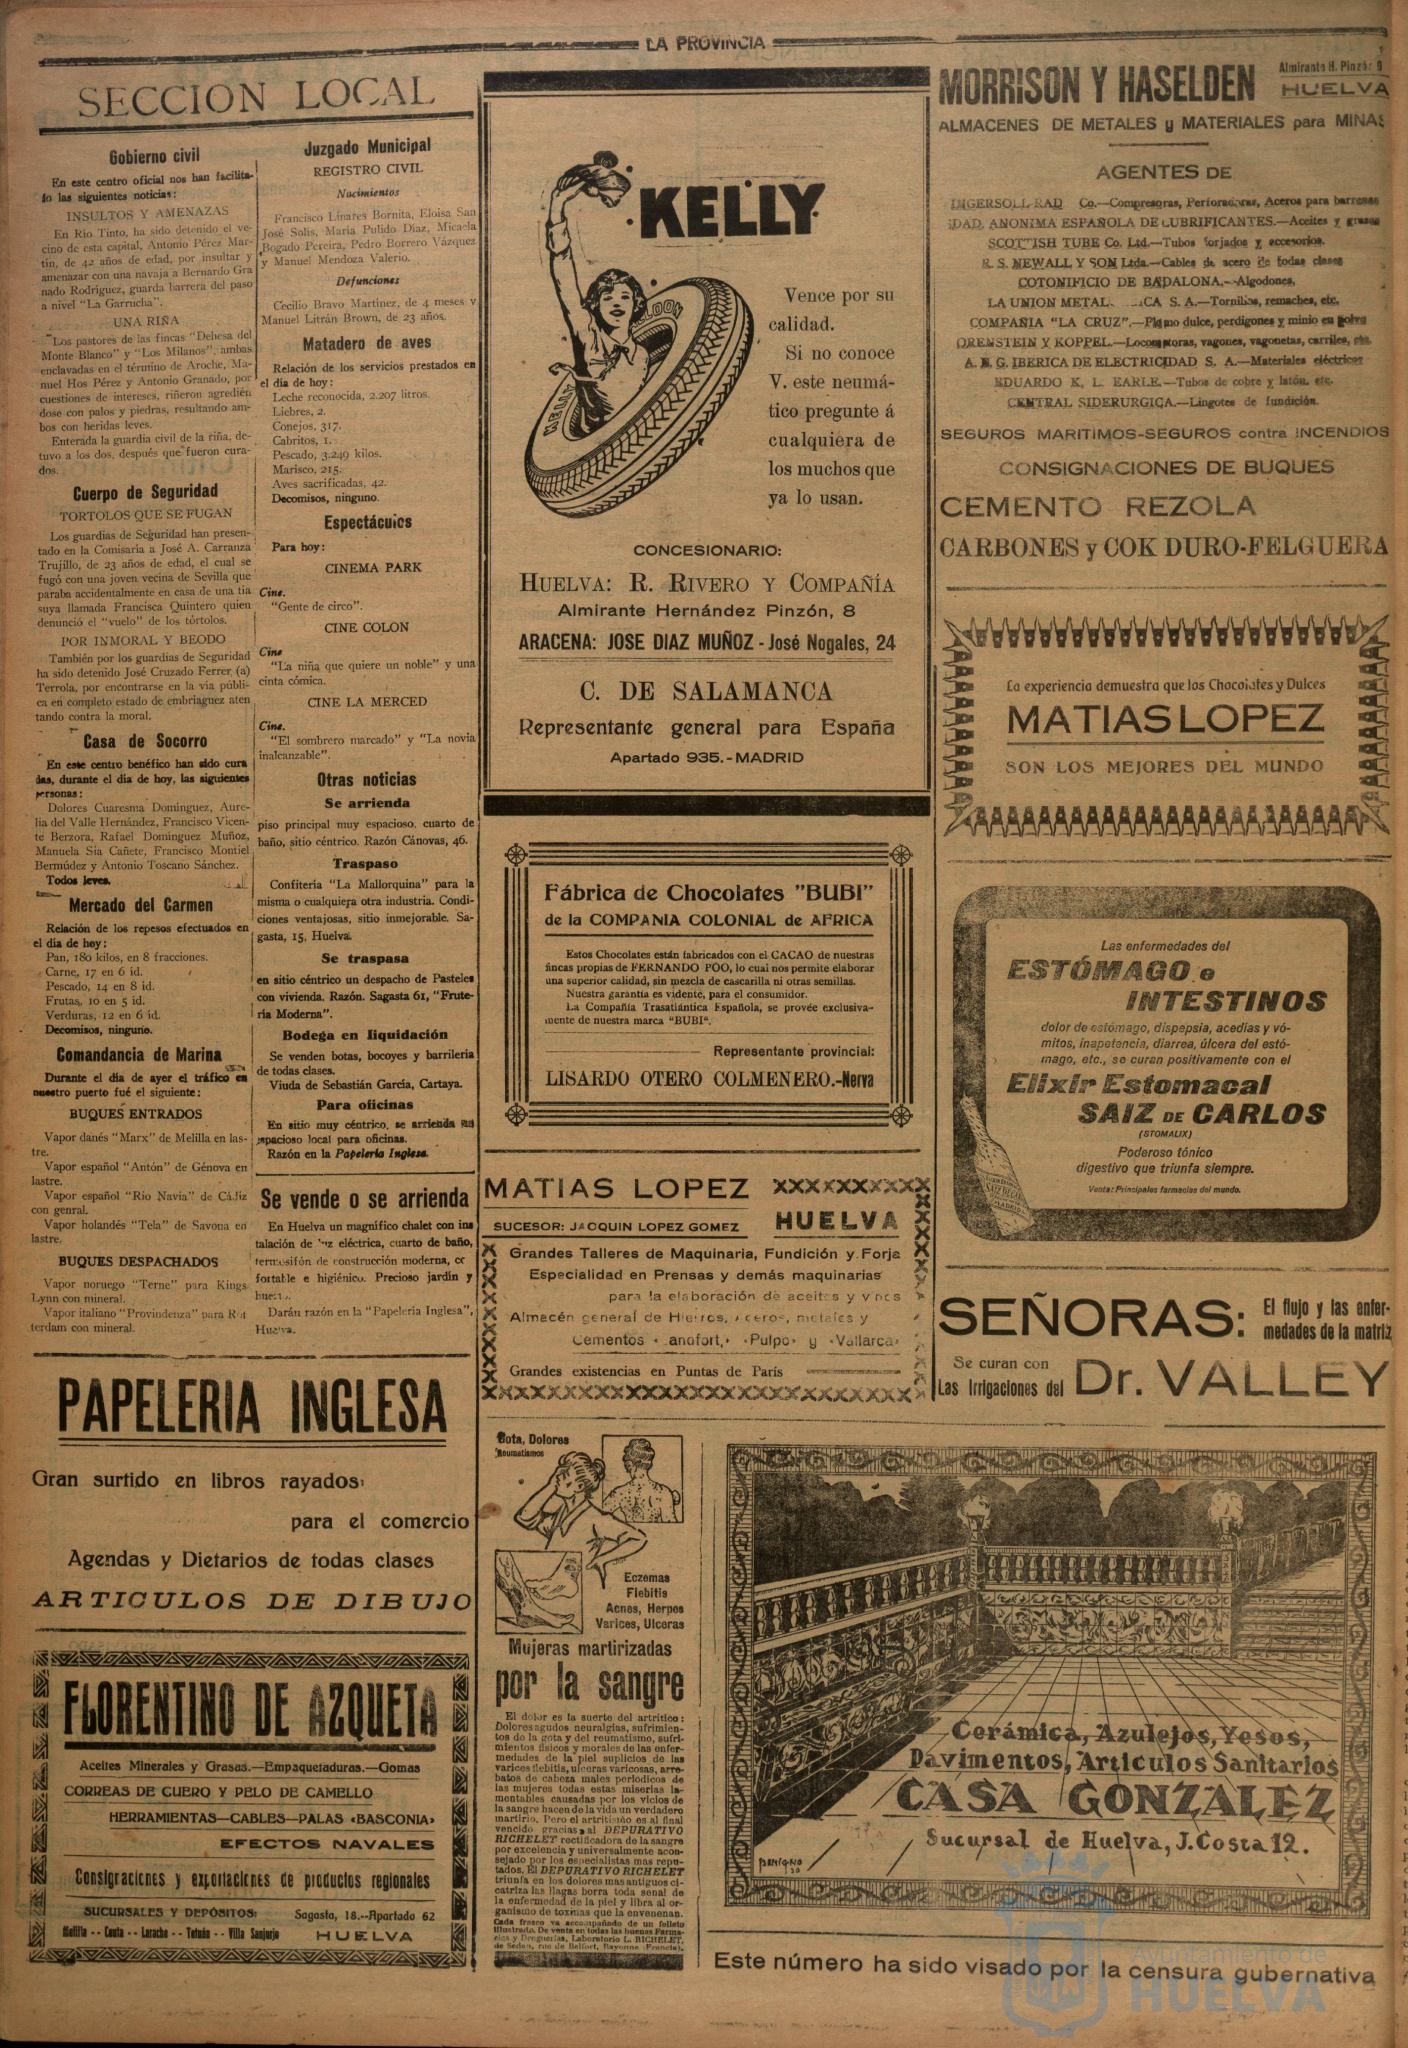 LA PROVINCIA
SECCION LOCAL
Gobierno civil
En este centro oficial nos han facilita-
do las siguientes noticias:
INSULTOS Y AMENAZAS
En Río Tinto, ha sido detenido el ve-
cino de esta capital, Antonio Pérez Mar-
tín, de 42 años de edad, por insultar y
amenazar con una navaja a Bernardo Gra
nado Rodríguez, guarda barrera del paso
a nivel "La Garrucha".
UNA RIÑA
Los pastores de las fincas "Dehesa del
Monte Blanco" y "Los Milanos", ambas
enclavadas en el término de Aroche, Ma-
nuel Hos Pérez y Antonio Granado, por
cuestiones de intereses, riñeron agredién
dose con palos y piedras, resultando am-
bos con heridas leves.
Enterada la guardia civil de la riña, de-
tuvo a los dos, después que fueron cura-
dos.
Cuerpo de Seguridad
TORTOLOS QUE SE FUGAN
Los guardias de Seguridad han presen-
tado en la Comisaría a José A. Carranza
Trujillo, de 23 años de edad, el cual se
fugó con una joven vecina de Sevilla que
paraba accidentalmente en casa de una tía
suya llamada Francisca Quintero quien
denunció el "vuelo" de los tórtolos.
POR INMORAL Y BEODO
También por los guardias de Seguridad
ha sido detenido José Cruzado Ferrer (a)
Terrola, por encontrarse en la vía públi-
ca en completo estado de embriaguez aten
tando contra la moral.
Casa de Socorro
En este centro benéfico han sido cura
das, durante el día de hoy, las siguientes
personas:
Dolores Cuaresma Domínguez, Aure-
lia del Valle Hernández, Francisco Vicen-
te Berzora, Rafael Domínguez Muñoz,
Manuela Sía Cañete, Francisco Montiel
Bermúdez y Antonio Toscano Sánchez.
Todos leves.
Mercado del Carmen
Relación de los repesos efectuados en
el día de hoy:
Pan, 180 kilos, en 8 fracciones.
Carne, 17 en 6 id.
Pescado, 14 en 8 id.
Frutas, 10 en 5 id.
Verduras, 12 en 6 id.
Decomisos, ninguno.
Comandancia de Marina
Durante el día de ayer el tráfico en
nuestro puerto fué el siguiente:
BUQUES ENTRADOS
Vapor danés "Marx" de Melilla en las-
tre.
Vapor español "Antón" de Génova en
lastre.
Vapor español "Río Navia" de Cádiz
con genral.
Vapor holandés "Tela" de Savona en
lastre.
BUQUES DESPACHADOS
Vapor noruego "Terne" para Kings
Lynn con mineral.
Vapor italiano "Provindenza" para Rot
terdam con mineral.
Juzgado Municipal
REGISTRO CIVIL
Nacimientos
Francisco Linares Bornita, Eloisa San
José Solís, María Pulido Díaz, Micaela
Bogado Pereira, Pedro Borrero Vázquez
y Manuel Mendoza Valerio.
Defunciones
Cecilio Bravo Martínez, de 4 meses y
Manuel Litrán Brown, de 23 años.
Matadero de aves
Relación de los servicios prestados en
el día de hoy:
Leche reconocida, 2.207 litros.
Liebres, 2.
Conejos, 317.
Cabritos, 1.
Pescado, 3.249 kilos.
Marisco, 215.
Aves sacrificadas, 42.
Decomisos, ninguno.
Espectáculos
Para hoy:
CINEMA PARK
Cine.
"Gente de circo".
CINE COLON
Cine
"La niña que quiere un noble" y una
cinta cómica.
CINE LA MERCED
Cine.
"El sombrero marcado" y "La novia
inalcanzable".
Otras noticias
Se arrienda
piso principal muy espacioso, cuarto de
baño, sitio céntrico. Razón Cánovas, 46.
Traspaso
Confitería "La Mallorquina" para la
misma o cualquiera otra industria. Condi-
ciones ventajosas, sitio inmejorable. Sa-
gasta, 15, Huelva.
Se traspasa
en sitio céntrico un despacho de Pasteles
con vivienda. Razón. Sagasta 61, "Frute-
ría Moderna".
Bodega en liquidación
Se venden botas, bocoyes y barrilería
de todas clases.
Viuda de Sebastián García, Cartaya.
Para oficinas
En sitio muy céntrico, se arrienda
espacioso local para oficinas.
Razón en la Papelería Inglesa.
Se vende o se arrienda
En Huelva un magnífico chalet con ins
talación de luz eléctrica, cuarto de baño,
termosifón de construcción moderna, co
fortable e higiénico. Precioso jardín y
huerto.
Darán razón en la "Papelería Inglesa",
Huelva.
PAPELERIA INGLESA
Gran surtido en libros rayados:
para el comercio
Agendas y Dietarios de todas clases
ARTICULOS DE DIBUJO
FLORENTINO DE AZQUETA
Aceites Minerales y Grasas.—Empaquetaduras.—Gomas
CORREAS DE CUERO Y PELO DE CAMELLO
HERRAMIENTAS—CABLES—PALAS «BASCONIA»
EFECTOS NAVALES
Consignaciones y exportaciones de productos regionales
SUCURSALES Y DEPÓSITOS:
Melilla -- Ceuta -- Larache -- Tetuán -- Villa Sanjurjo
Sagasta, 18.--Apartado 62
HUELVA
KELLY
BALLOON
Vence por su
calidad.
Si no conoce
V. este neumá-
tico pregunte á
cualquiera de
los muchos que
ya lo usan.
CONCESIONARIO:
HUELVA: R. RIVERO Y COMPAÑÍA
Almirante Hernández Pinzón, 8
ARACENA: JOSE DIAZ MUÑOZ - José Nogales, 24
C. DE SALAMANCA
Representante general para España
Apartado 935.-MADRID
Fábrica de Chocolates "BUBI"
de la COMPANIA COLONIAL de AFRICA
Estos Chocolates están fabricados con el CACAO de nuestras
fincas propias de FERNANDO POO, lo cual nos permite elaborar
una superior calidad, sin mezcla de cascarilla ni otras semillas.
Nuestra garantía es vidente, para el consumidor.
La Compañía Trasatlántica Española, se provée exclusiva-
mente de nuestra marca "BUBI".
Representante provincial:
LISARDO OTERO COLMENERO.-Nerva
MATIAS LOPEZ
SUCESOR: JAOQUIN LOPEZ GOMEZ
HUELVA
Grandes Talleres de Maquinaria, Fundición y Forja
Especialidad en Prensas y demás maquinarias
para la elaboración de aceites y vinos
Almacén general de Hierros, aceros, metales y
Cementos «Lanofort,» «Pulpo» y «Vallarca»
Grandes existencias en Puntas de París
Gota, Dolores
Reumatismos
Eczemas
Flebitis
Acnes, Herpes
Varices, Ulceras
Mujeras martirizadas
por la sangre
El dolor es la suerte del artritico:
Dolores agudos neuralgias, sufrimien-
tos de la gota y del reumatismo, sufri-
mientos físicos y morales de las enfer-
medades de la piel suplicios de las
varices flebitis, ulceras varicosas, arre-
batos de cabeza males periodicos de
las mujeres todas estas miserias la-
mentables causadas por los vicios de
la sangre hacen de la vida un verdadero
martirio. Pero el artritismo es al final
vencido gracias al DEPURATIVO
RICHELET rectificadora de la sangre
por excelencia y universalmente acon-
sejado por los especialistas mas repu-
tados. El DEPURATIVO RICHELET
triunfa en los dolores mas antiguos ci-
catriza las llagas borra toda senal de
la enfermedad de la piel y libra al or-
ganismo de toxinas que la envenenan.
Cada frasco va accompañado de un folleto
illustrado. De venta en todas las buenas Farma-
cias y Droguerias, Laboratorio L. RICHELET,
de Sedan, rue de Belfort, Bayonne (Francia).
MORRISON Y HASELDEN
Almirante H. Pinzón 9
HUELVA
ALMACENES DE METALES y MATERIALES para MINAS
AGENTES DE
INGERSOLL RAD Co.—Compresoras, Perforadoras, Aceros para barrenas
DAD. ANONIMA ESPAÑOLA DE LUBRIFICANTES.—Aceites y grasas
SCOTTISH TUBE Co. Ltd.—Tubos forjados y accesorios.
R. S. NEWALL Y SON Ltda.—Cables de acero de todas clases
COTONIFICIO DE BADALONA.—Algodones.
LA UNION METAL CA S. A.—Tornillos, remaches, etc.
COMPAÑIA "LA CRUZ".—Plomo dulce, perdigones y minio en polvo
ORENSTEIN Y KOPPEL.—Locomotoras, vagones, vagonetas, carriles, etc.
A. E. G. IBERICA DE ELECTRICIDAD S. A.—Materiales eléctricos
EDUARDO K. L. EARLE.—Tubos de cobre y latón, etc.
CENTRAL SIDERURGICA.—Lingotes de fundición.
SEGUROS MARITIMOS-SEGUROS contra INCENDIOS
CONSIGNACIONES DE BUQUES
CEMENTO REZOLA
CARBONES y COK DURO-FELGUERA
La experiencia demuestra que los Chocolates y Dulces
MATIAS LOPEZ
SON LOS MEJORES DEL MUNDO
Las enfermedades del
ESTÓMAGO e
INTESTINOS
dolor de estómago, dispepsia, acedías y vó-
mitos, inapetencia, diarrea, úlcera del estó-
mago, etc., se curan positivamente con el
Elixir Estomacal
SAIZ DE CARLOS
(STOMALIX)
Poderoso tónico
digestivo que triunfa siempre.
Venta: Principales farmacias del mundo.
SEÑORAS:
El flujo y las enfer-
medades de la matriz
Se curan con
Las Irrigaciones del
Dr. VALLEY
Cerámica, Azulejos, Yesos,
Pavimentos, Artículos Sanitarios
CASA GONZALEZ
Sucursal de Huelva, J. Costa 12.
BENIGNO
Este número ha sido visado por la censura gubernativa
Ayuntamiento de
HUELVA